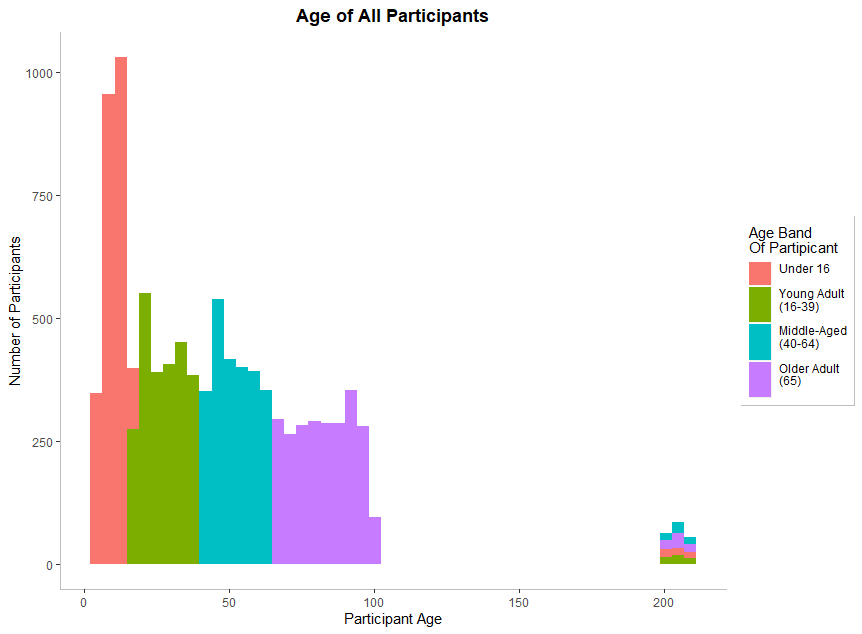 Age of All Participants
1000
750
500
250
0
Number of Participants
0
50
100
150
200
Participant Age
Age Band
Of Partipicant
Under 16
Young Adult
(16-39)
Middle-Aged
(40-64)
Older Adult
(65)